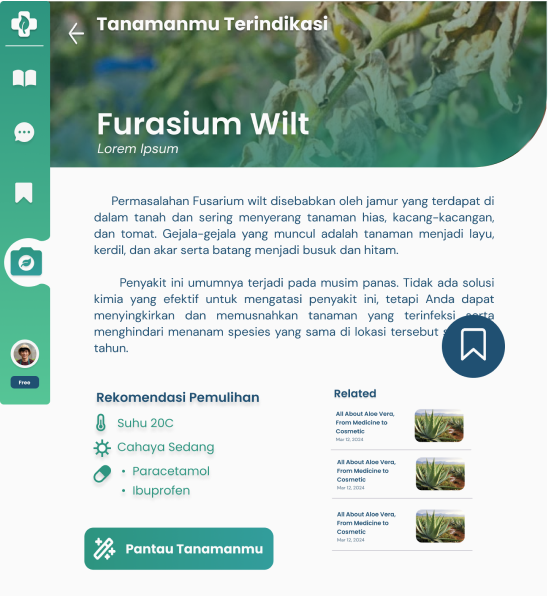 Tanamanmu Terindikasi
Furasium Wilt
Lorem Ipsum
Permasalahan Fusarium wilt disebabkan oleh jamur yang terdapat di
dalam tanah dan sering menyerang tanaman hias, kacang-kacangan,
dan tomat. Gejala-gejala yang muncul adalah tanaman menjadi layu,
kerdil, dan akar serta batang menjadi busuk dan hitam.
Penyakit ini umumnya terjadi pada musim panas. Tidak ada solusi
kimia yang efektif untuk mengatasi penyakit ini, tetapi Anda dapat
menyingkirkan dan memusnahkan tanaman yang terinfeksi serta
menghindari menanam spesies yang sama di lokasi tersebut
tahun.
Free
Rekomendasi Pemulihan
Suhu 20C
Cahaya Sedang
• Paracetamol
• Ibuprofen
Pantau Tanamanmu
Related
All About Aloe Vera,
From Medicine to
Cosmetic
Mar 12, 2024
All About Aloe Vera,
From Medicine to
Cosmetic
Mar 12, 2024
All About Aloe Vera,
From Medicine to
Cosmetic
Mar 12, 2024